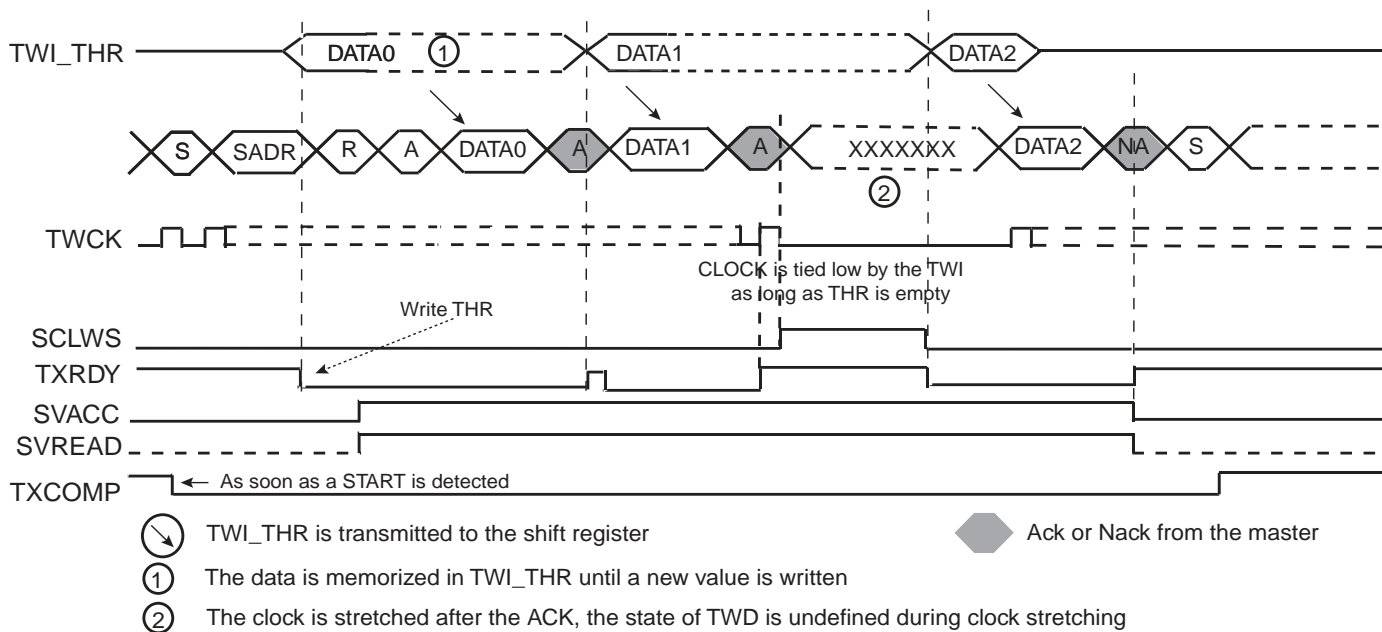 TWI_THR DATA0 1 DATA1 DATA2
S SADR R A DATA0 A DATA1 A XXXXXXX DATA2 NA S
2
TWCK
CLOCK is tied low by the TWI
as long as THR is empty
Write THR
SCLWS
TXRDY
SVACC
SVREAD
TXCOMP As soon as a START is detected
TWI_THR is transmitted to the shift register Ack or Nack from the master
1 The data is memorized in TWI_THR until a new value is written
2 The clock is stretched after the ACK, the state of TWD is undefined during clock stretching